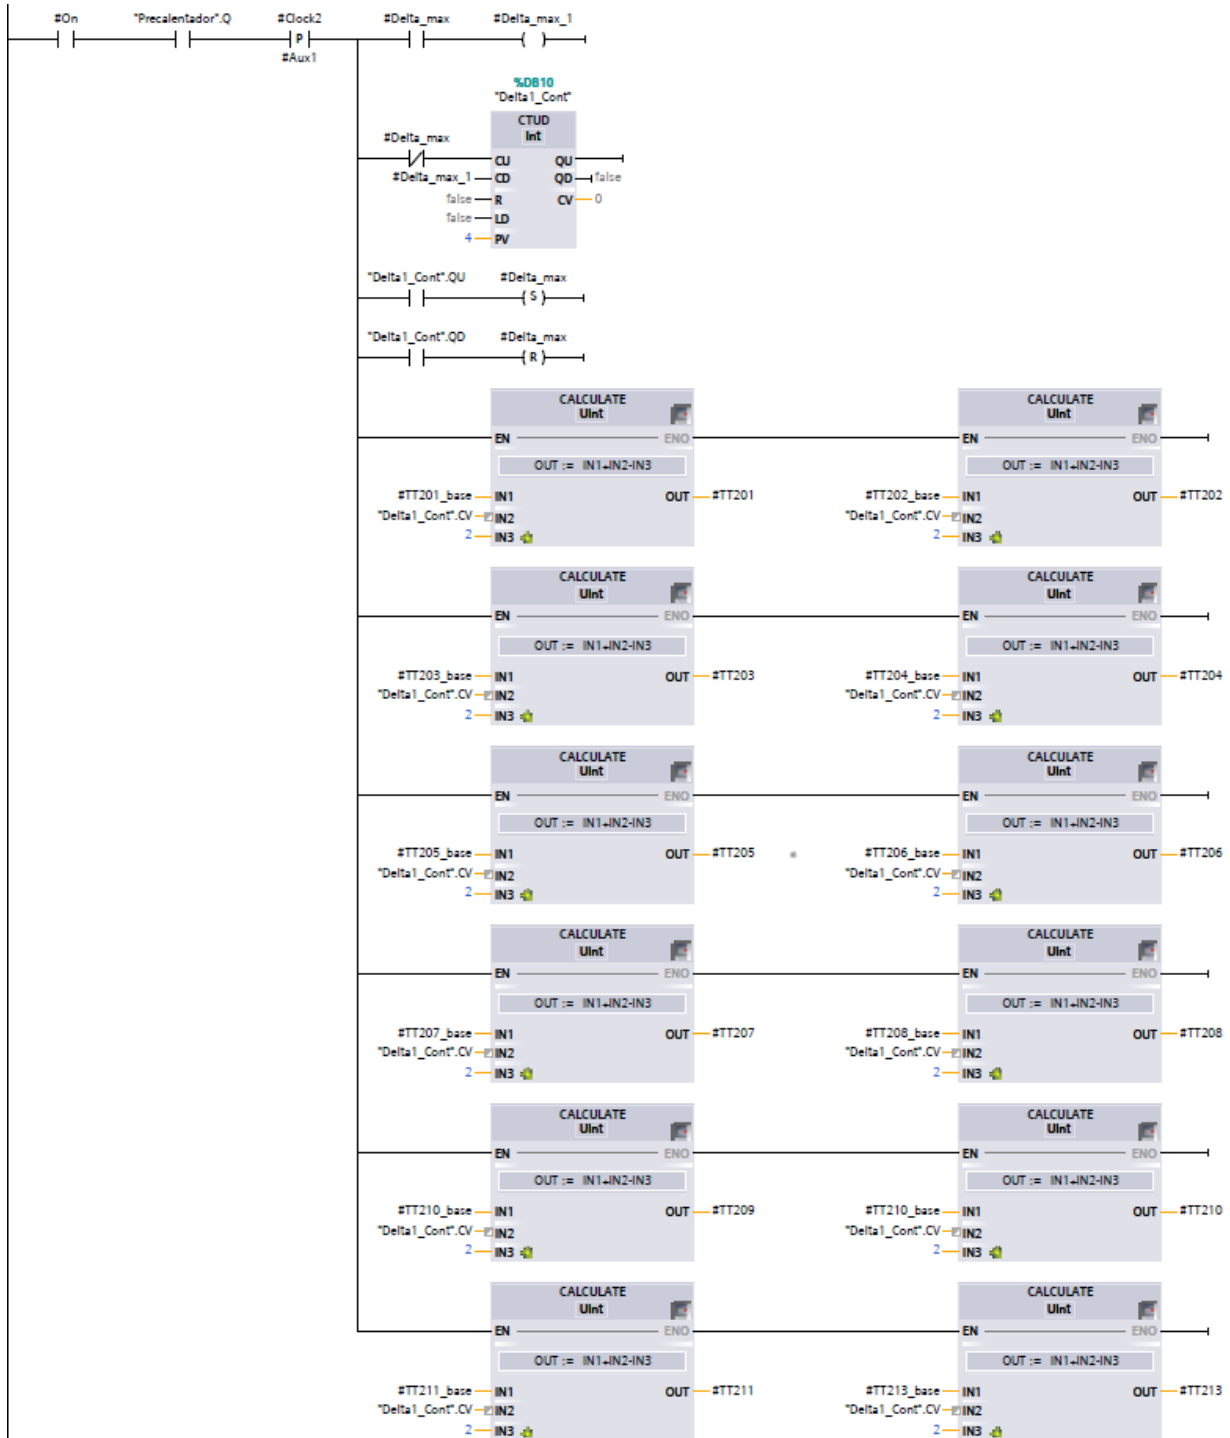 #On "Precalentador".Q #Clock2 #Delta_max #Delta_max_1
P
#Aux1
%DB10
"Delta1_Cont"
CTUD
Int
#Delta_max
CU QU
#Delta_max_1 CD QD false
false R CV 0
false LD
4 PV
"Delta1_Cont".QU #Delta_max
S
"Delta1_Cont".QD #Delta_max
R
CALCULATE CALCULATE
UInt UInt
EN ENO EN ENO
OUT := IN1+IN2-IN3 OUT := IN1+IN2-IN3
#TT201_base IN1 OUT #TT201 #TT202_base IN1 OUT #TT202
"Delta1_Cont".CV IN2 "Delta1_Cont".CV IN2
2 IN3 2 IN3
CALCULATE CALCULATE
UInt UInt
EN ENO EN ENO
OUT := IN1+IN2-IN3 OUT := IN1+IN2-IN3
#TT203_base IN1 OUT #TT203 #TT204_base IN1 OUT #TT204
"Delta1_Cont".CV IN2 "Delta1_Cont".CV IN2
2 IN3 2 IN3
CALCULATE CALCULATE
UInt UInt
EN ENO EN ENO
OUT := IN1+IN2-IN3 OUT := IN1+IN2-IN3
#TT205_base IN1 OUT #TT205 #TT206_base IN1 OUT #TT206
"Delta1_Cont".CV IN2 "Delta1_Cont".CV IN2
2 IN3 2 IN3
CALCULATE CALCULATE
UInt UInt
EN ENO EN ENO
OUT := IN1+IN2-IN3 OUT := IN1+IN2-IN3
#TT207_base IN1 OUT #TT207 #TT208_base IN1 OUT #TT208
"Delta1_Cont".CV IN2 "Delta1_Cont".CV IN2
2 IN3 2 IN3
CALCULATE CALCULATE
UInt UInt
EN ENO EN ENO
OUT := IN1+IN2-IN3 OUT := IN1+IN2-IN3
#TT210_base IN1 OUT #TT209 #TT210_base IN1 OUT #TT210
"Delta1_Cont".CV IN2 "Delta1_Cont".CV IN2
2 IN3 2 IN3
CALCULATE CALCULATE
UInt UInt
EN ENO EN ENO
OUT := IN1+IN2-IN3 OUT := IN1+IN2-IN3
#TT211_base IN1 OUT #TT211 #TT213_base IN1 OUT #TT213
"Delta1_Cont".CV IN2 "Delta1_Cont".CV IN2
2 IN3 2 IN3